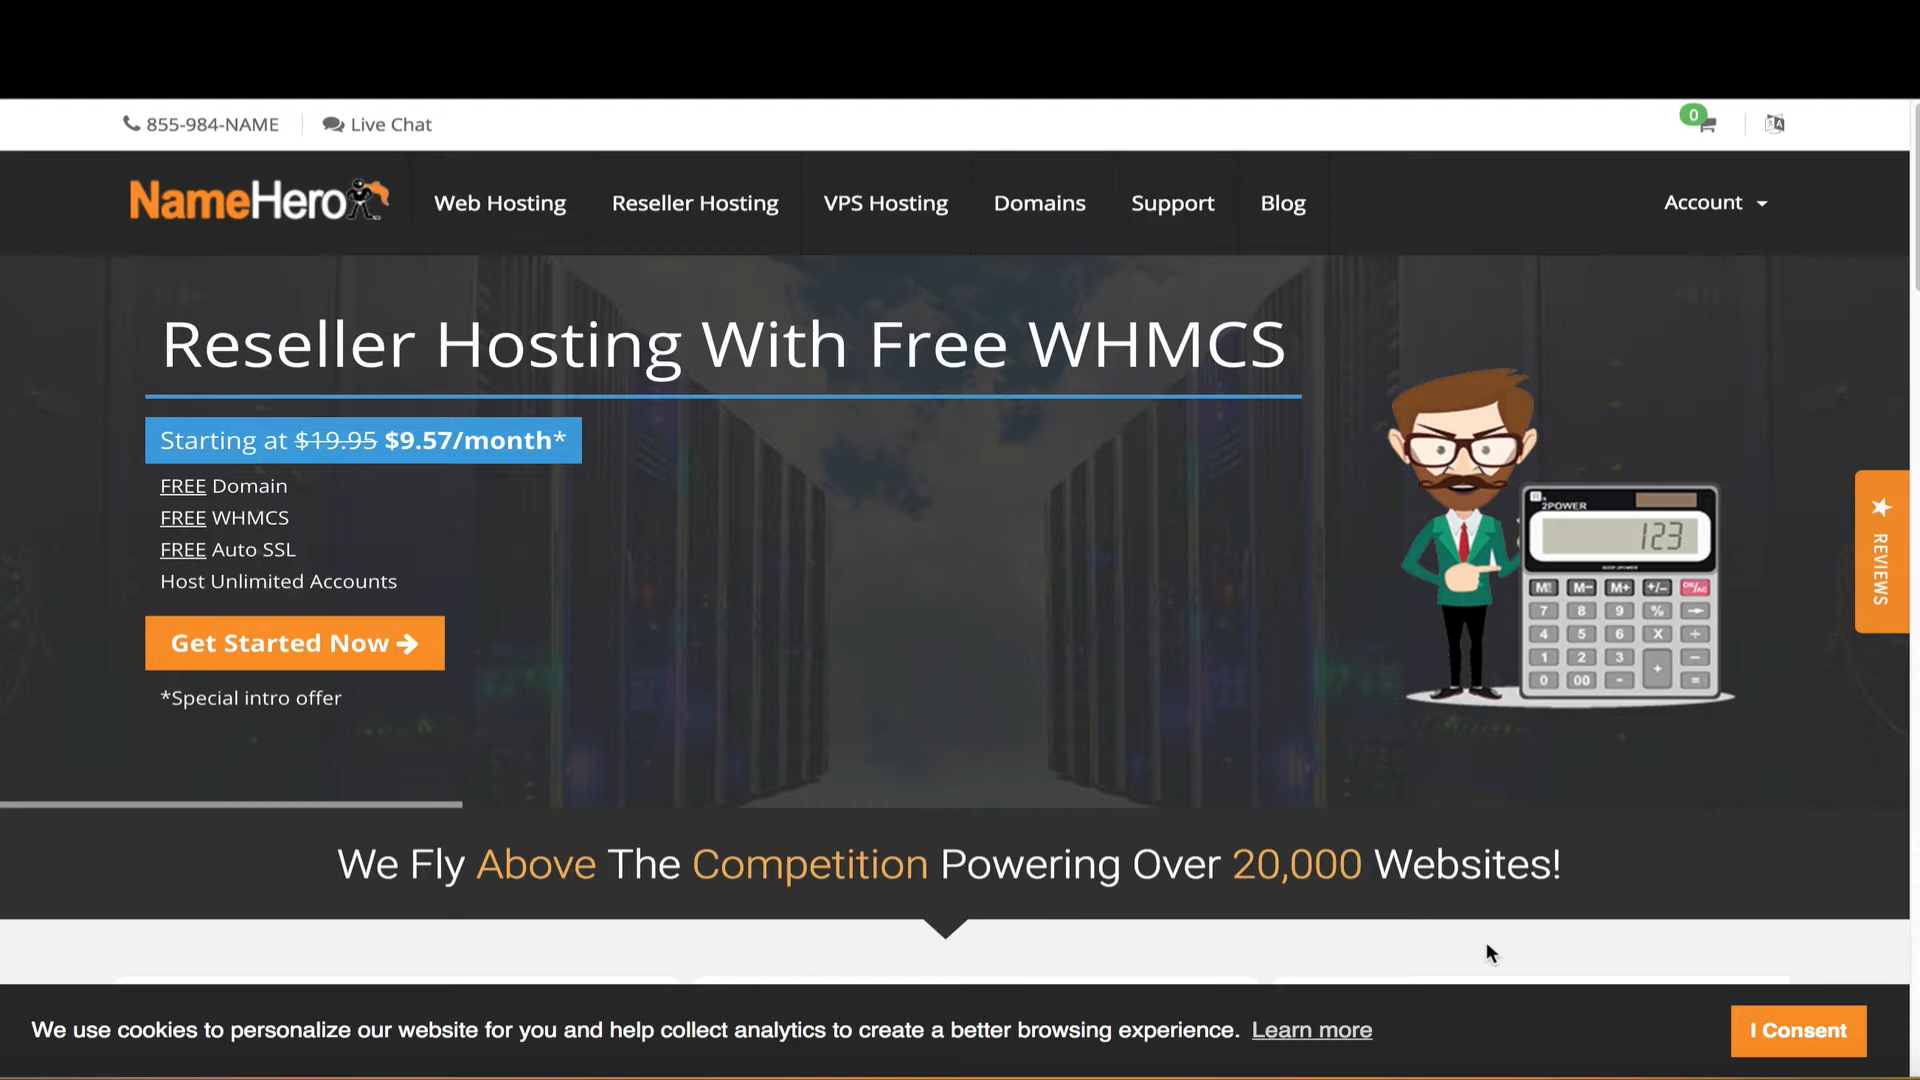 855-984-NAME
Live Chat
0
NameHero
Web Hosting
Reseller Hosting
VPS Hosting
Domains
Support
Blog
Account
Reseller Hosting With Free WHMCS
Starting at $19.95 $9.57/month*
FREE Domain
FREE WHMCS
FREE Auto SSL
Host Unlimited Accounts
Get Started Now
*Special intro offer
2POWER
123
M- M+ +/-
7 8 9 %
4 5 6 X ÷
1 2 3 + −
0 00 =
REVIEWS
We Fly Above The Competition Powering Over 20,000 Websites!
We use cookies to personalize our website for you and help collect analytics to create a better browsing experience. Learn more
I Consent